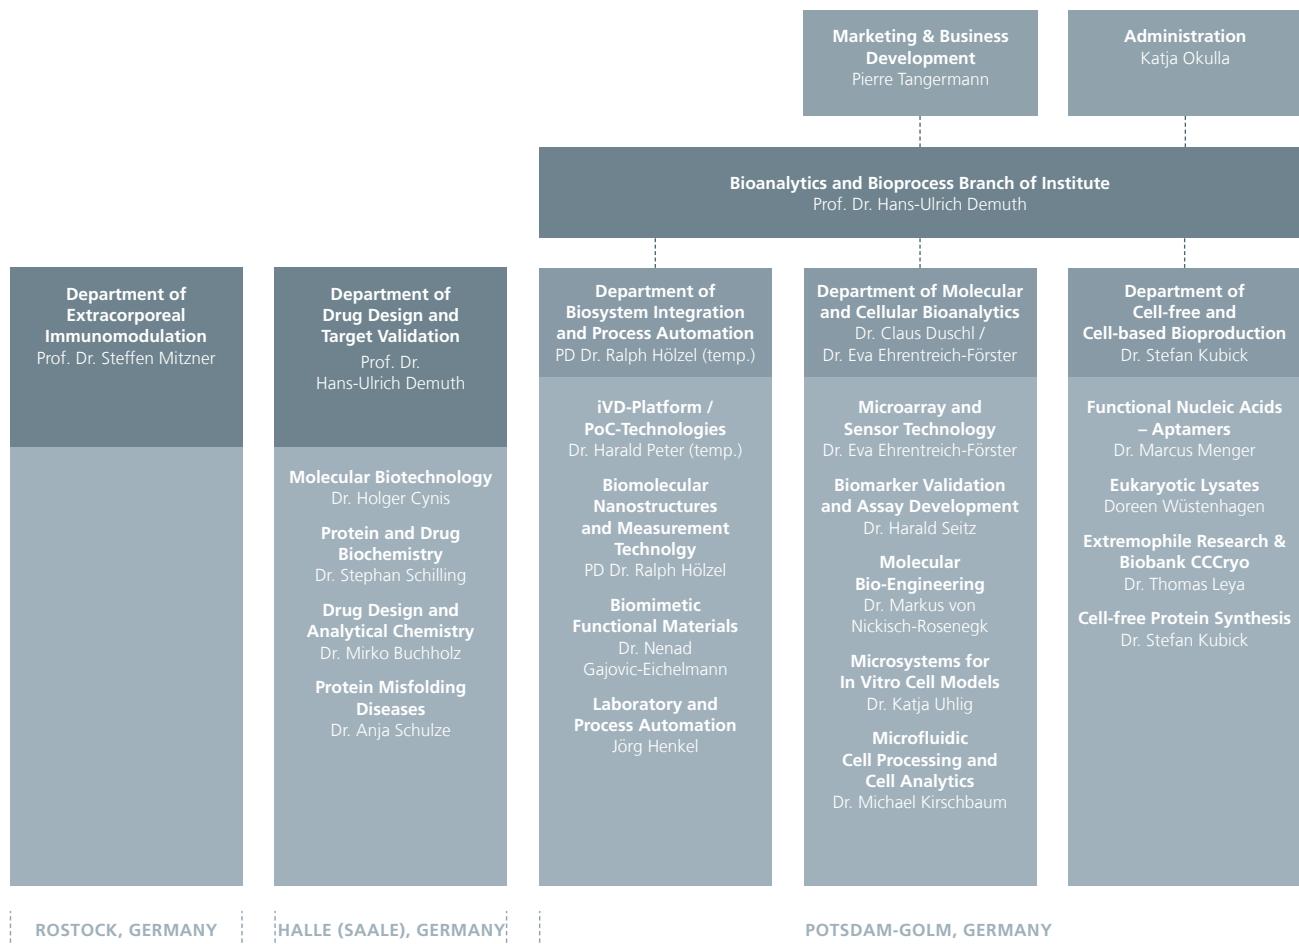 Marketing & Business
Development
Pierre Tangermann
Administration
Katja Okulla
Bioanalytics and Bioprocess Branch of Institute
Prof. Dr. Hans-Ulrich Demuth
Department of
Extracorporeal
Immunomodulation
Prof. Dr. Steffen Mitzner
Department of
Drug Design and
Target Validation
Prof. Dr.
Hans-Ulrich Demuth
Molecular Biotechnology
Dr. Holger Cynis
Protein and Drug
Biochemistry
Dr. Stephan Schilling
Drug Design and
Analytical Chemistry
Dr. Mirko Buchholz
Protein Misfolding
Diseases
Dr. Anja Schulze
Department of
Biosystem Integration
and Process Automation
PD Dr. Ralph Hölzel (temp.)
iVD-Platform /
PoC-Technologies
Dr. Harald Peter (temp.)
Biomolecular
Nanostructures
and Measurement
Technolgy
PD Dr. Ralph Hölzel
Biomimetic
Functional Materials
Dr. Nenad
Gajovic-Eichelmann
Laboratory and
Process Automation
Jörg Henkel
Department of Molecular
and Cellular Bioanalytics
Dr. Claus Duschl /
Dr. Eva Ehrentreich-Förster
Microarray and
Sensor Technology
Dr. Eva Ehrentreich-Förster
Biomarker Validation
and Assay Development
Dr. Harald Seitz
Molecular
Bio-Engineering
Dr. Markus von
Nickisch-Rosenegk
Microsystems for
In Vitro Cell Models
Dr. Katja Uhlig
Microfluidic
Cell Processing and
Cell Analytics
Dr. Michael Kirschbaum
Department of
Cell-free and
Cell-based Bioproduction
Dr. Stefan Kubick
Functional Nucleic Acids
– Aptamers
Dr. Marcus Menger
Eukaryotic Lysates
Doreen Wüstenhagen
Extremophile Research &
Biobank CCCryo
Dr. Thomas Leya
Cell-free Protein Synthesis
Dr. Stefan Kubick
ROSTOCK, GERMANY
HALLE (SAALE), GERMANY
POTSDAM-GOLM, GERMANY